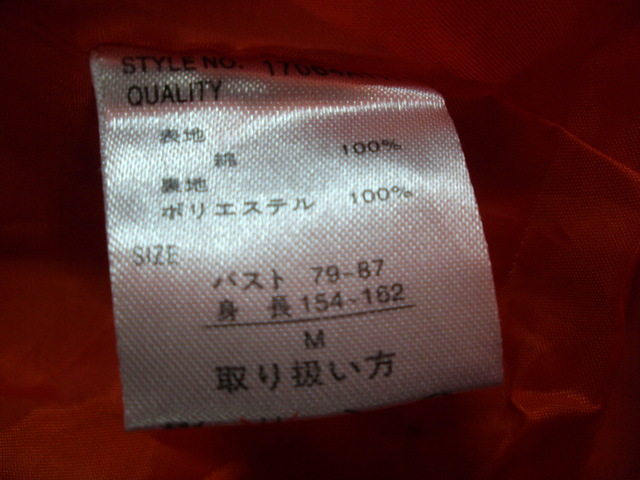 STYLE NO.
QUALITY
表地
綿 100%
裏地
ポリエステル 100%
SIZE
バスト 79-87
身 長 154-162
M
取り扱い方